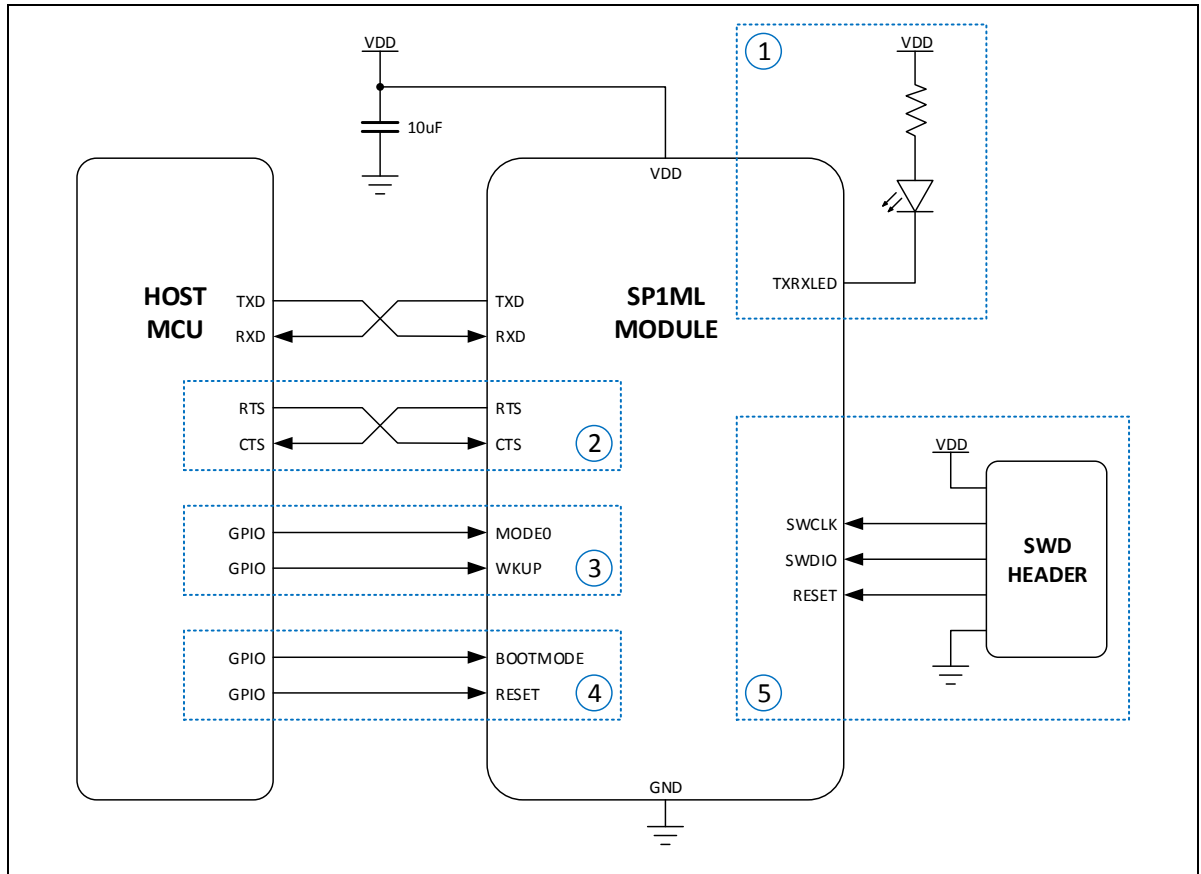 VDD
1
VDD
10uF
VDD
TXRXLED
HOST
MCU
SP1ML
MODULE
TXD
RXD
TXD
RXD
RTS
CTS
RTS
CTS
2
GPIO
GPIO
MODE0
WKUP
3
GPIO
GPIO
BOOTMODE
RESET
4
VDD
SWCLK
SWDIO
RESET
SWD
HEADER
5
GND